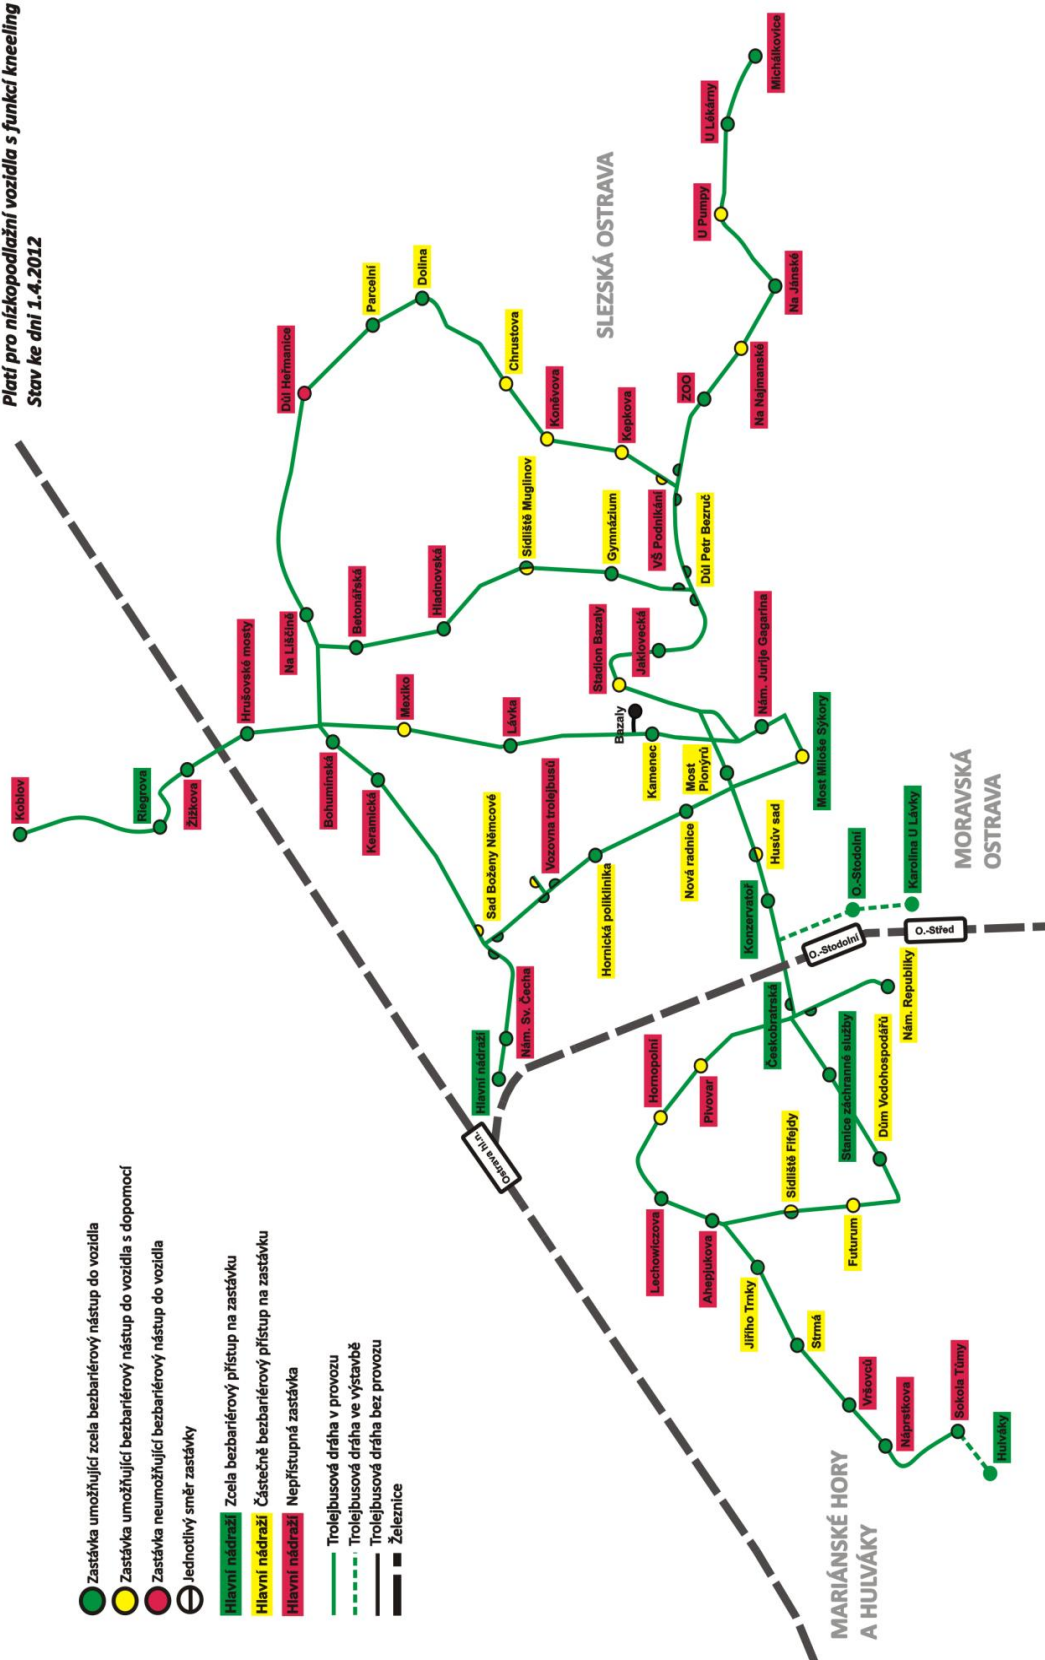 Platí pro nízkopodlažní vozidla s funkcí kneeling
Stav ke dni 1.4.2012
Zastávka umožňující zcela bezbariérový nástup do vozidla
Zastávka umožňující bezbariérový nástup do vozidla s dopomocí
Zastávka neumožňující bezbariérový nástup do vozidla
Jednotlivý směr zastávky
Hlavní nádraží Zcela bezbariérový přístup na zastávku
Hlavní nádraží Částečně bezbariérový přístup na zastávku
Hlavní nádraží Nepřístupná zastávka
Trolejbusová dráha v provozu
Trolejbusová dráha ve výstavbě
Trolejbusová dráha bez provozu
Železnice
Koblov
Riegrova
Žižkova
Hrušovské mosty
Na Liščině
Důl Heřmanice
Parcelní
Dolina
Chrustova
Koněvova
Kepkova
Betonářská
Hladnovská
Sídliště Muglinov
Gymnázium
VŠ Podnikání
Důl Petr Bezruč
ZOO
Na Najmanské
Na Jánské
U Pumpy
U Lékárny
Michálkovice
SLEZSKÁ OSTRAVA
Bohumínská
Keramická
Mexiko
Lávka
Bazaly
Kamenec
Stadion Bazaly
Jaklovecká
Nám. Jurije Gagarina
Most
Pionýrů
Most Miloše Sýkory
Sad Boženy Němcové
Vozovna trolejbusů
Hornická poliklinika
Nová radnice
Husův sad
Konzervatoř
O.-Stodolní
Karolina U Lávky
MORAVSKÁ
OSTRAVA
O.-Stodolní
O.-Střed
Hlavní nádraží
Nám. Sv. Čecha
Ostrava hl.n.
Českobratrská
Nám. Republiky
Stanice záchranné služby
Dům Vodohospodářů
Hornopolní
Pivovar
Sídliště Fifejdy
Futurum
Lechowiczova
Ahepjukova
Jiřího Trnky
Strmá
Vršovců
Náprstkova
Sokola Tůmy
Hulváky
MARIÁNSKÉ HORY
A HULVÁKY